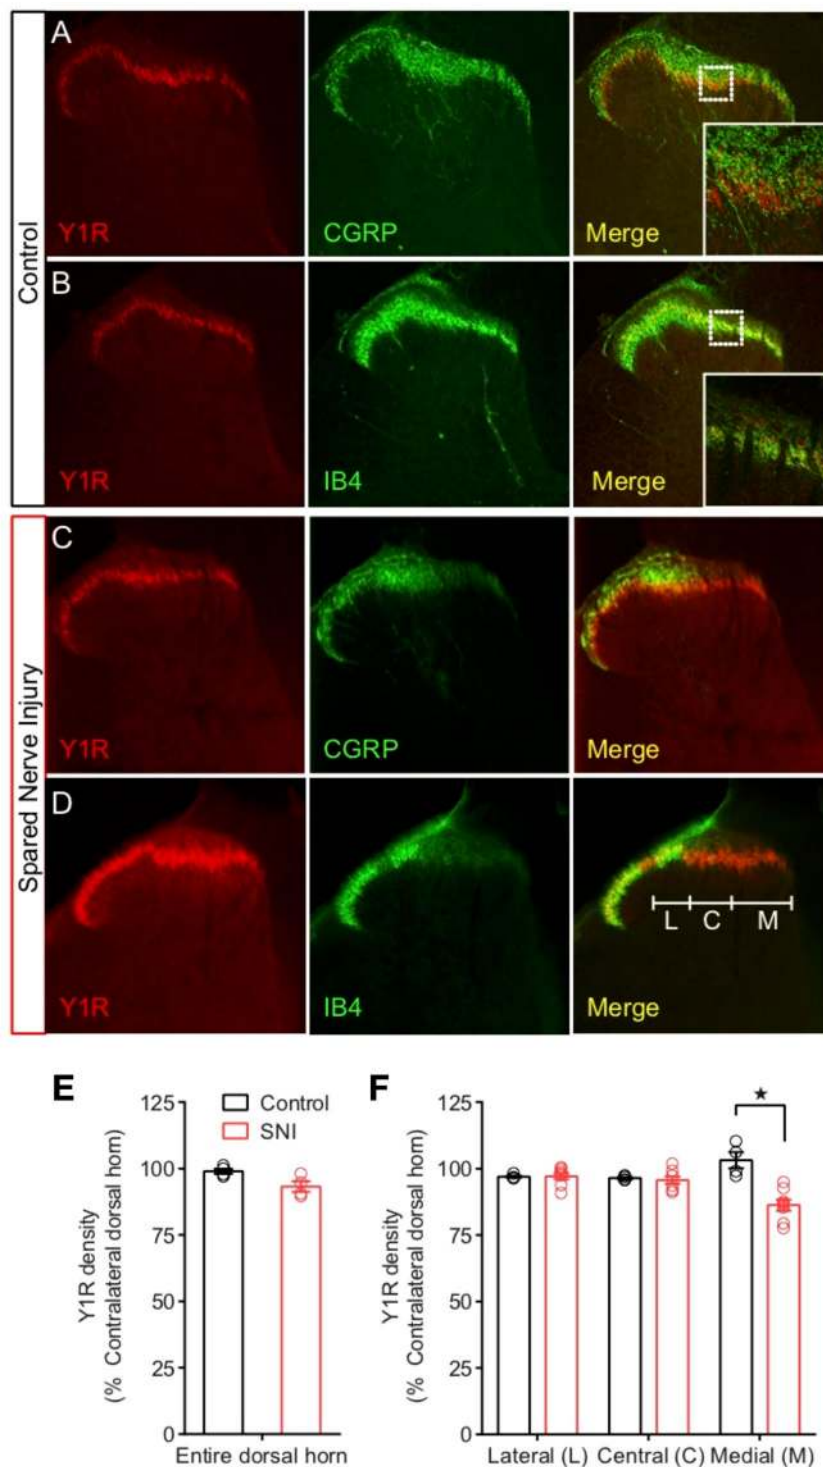 Control
A
Y1R
CGRP
Merge
B
Y1R
IB4
Merge
Spared Nerve Injury
C
Y1R
CGRP
Merge
D
Y1R
IB4
L C M
Merge
E
Y1R density
(% Contralateral dorsal horn)
125
100
75
50
25
0
Control
SNI
Entire dorsal horn
F
Y1R density
(% Contralateral dorsal horn)
125
100
75
50
25
0
★
Lateral (L) Central (C) Medial (M)